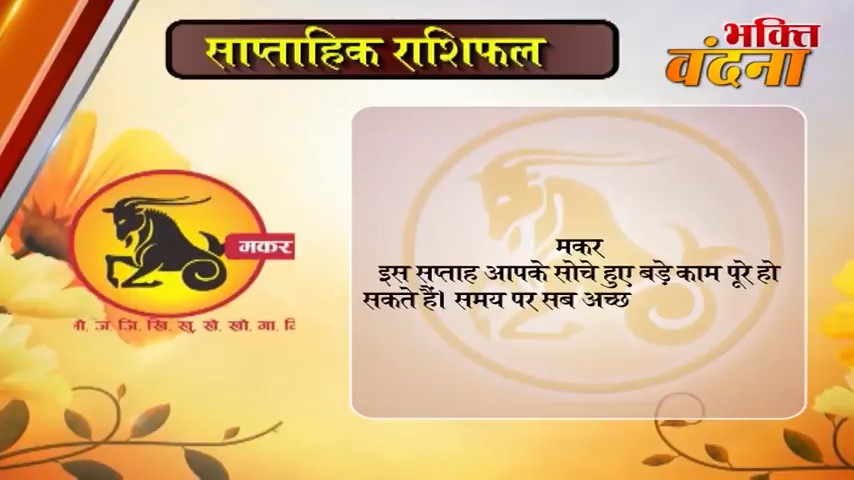 साप्ताहिक राशिफल
भक्ति
वंदना
मकर
जि, खि, खु, खे, खो, गा,
मकर
इस सप्ताह आपके सोचे हुए बड़े काम पूरे हो
सकते हैं। समय पर सब अच्छ